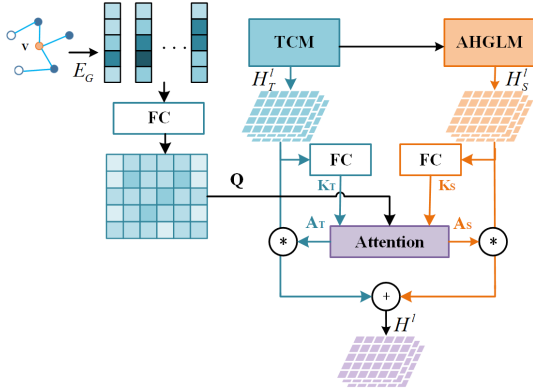 TCM
AHGLM
v
E_G
H_T^l
H_S^l
FC
FC
FC
K_T
K_S
Q
A_T
Attention
A_S
*
*
+
H^l